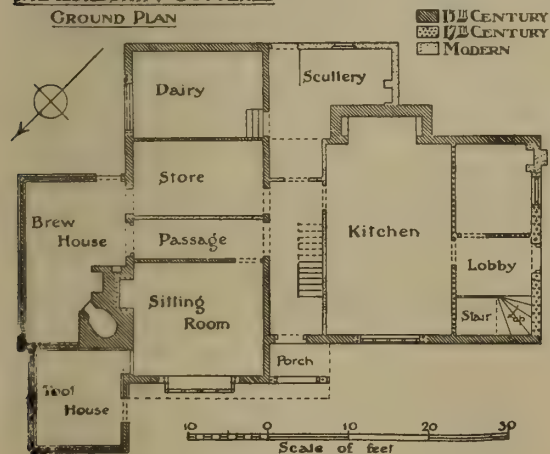 GROUND PLAN
15TH CENTURY
17TH CENTURY
MODERN
Dairy
Scullery
Store
Brew
House
Passage
Kitchen
Sitting
Room
Lobby
Stair
up
Porch
Tool
House
10 0 10 20 30
Scale of feet